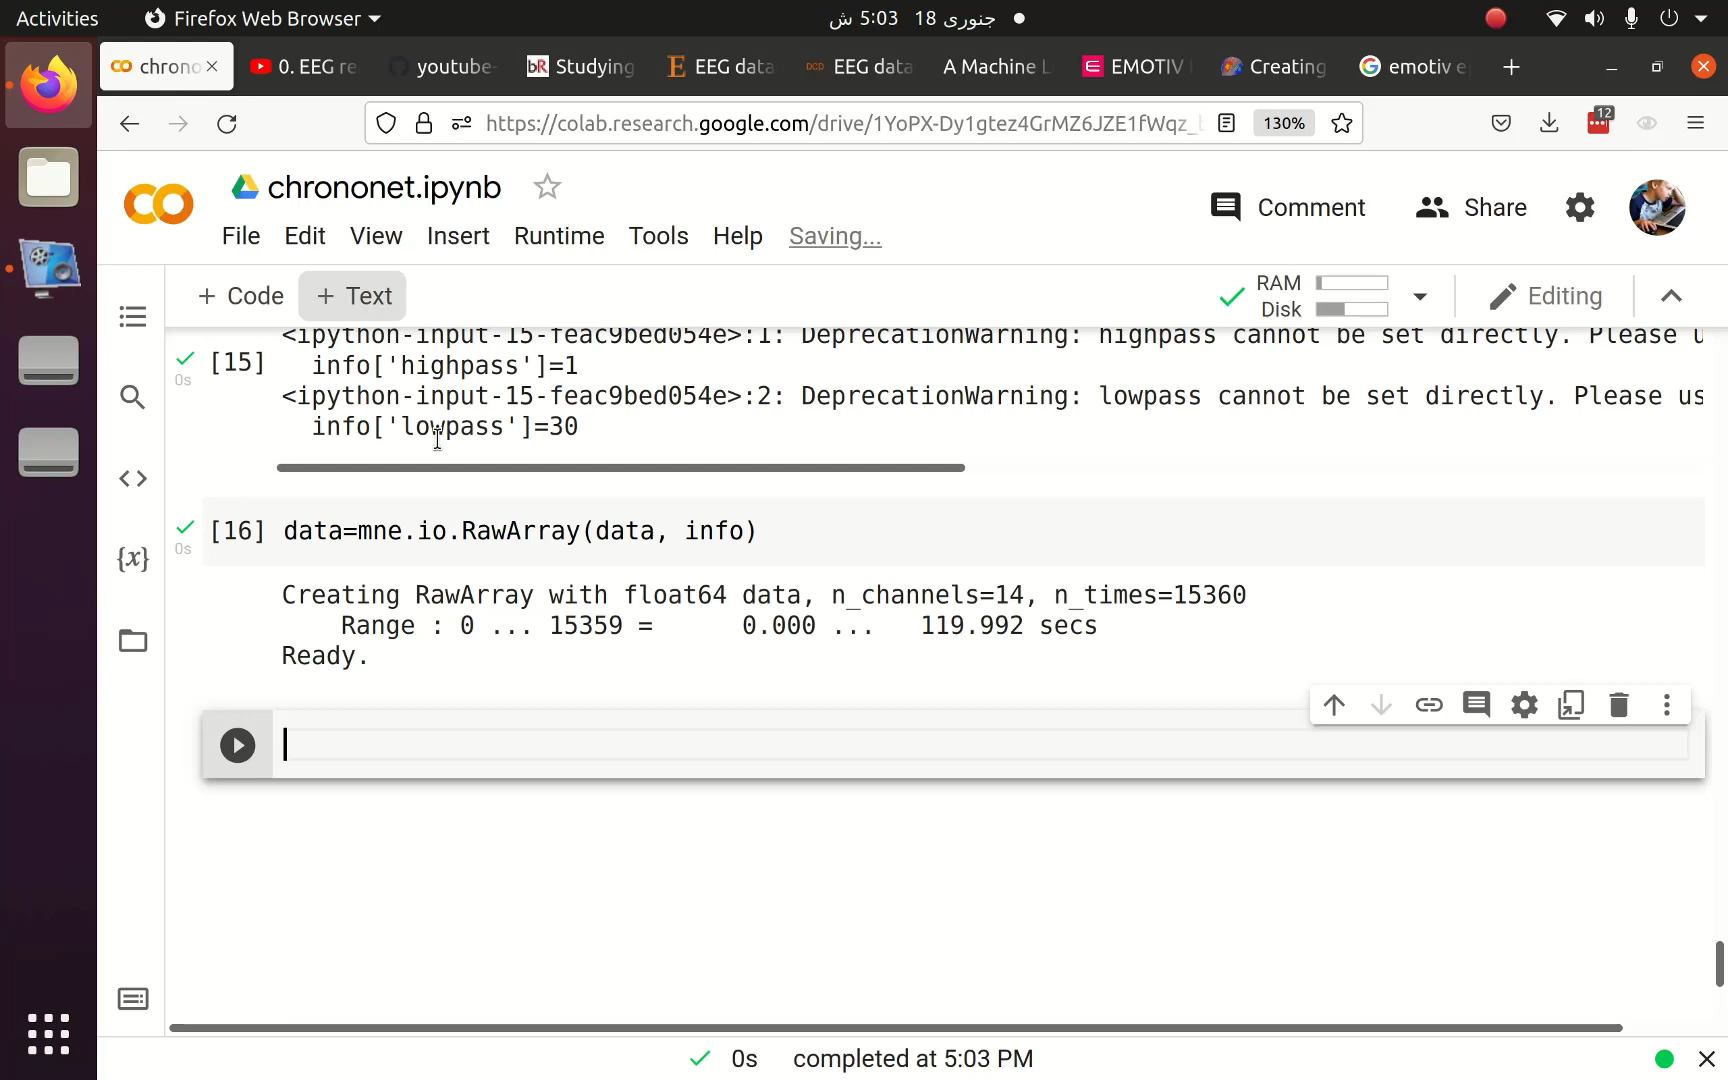 Activities Firefox Web Browser جنوری 18 5:03 ش
chrono 0. EEG re youtube- bR Studying E EEG data DCD EEG data A Machine L EMOTIV Creating emotiv e
https://colab.research.google.com/drive/1YoPX-Dy1gtez4GrMZ6JZE1fWqz_ 130% 12
chrononet.ipynb
Comment Share
File Edit View Insert Runtime Tools Help Saving...
+ Code + Text RAM Disk Editing
<ipython-input-15-feac9bed054e>:1: DeprecationWarning: highpass cannot be set directly. Please u
[15] info['highpass']=1
0s
<ipython-input-15-feac9bed054e>:2: DeprecationWarning: lowpass cannot be set directly. Please us
info['lowpass']=30
[16] data=mne.io.RawArray(data, info)
0s
Creating RawArray with float64 data, n_channels=14, n_times=15360
Range : 0 ... 15359 = 0.000 ... 119.992 secs
Ready.
{x}
0s completed at 5:03 PM